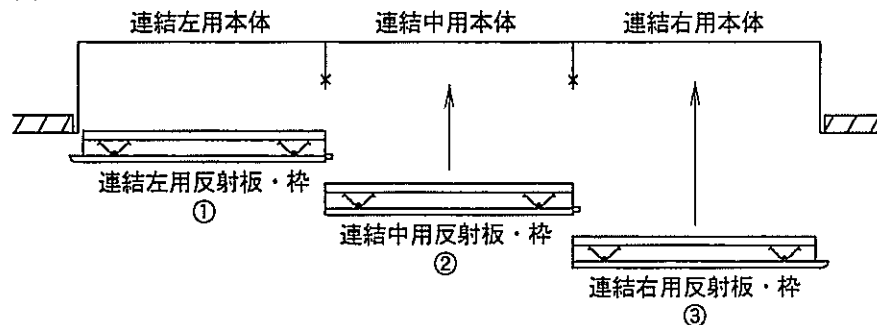 連結左用本体
連結中用本体
連結右用本体
連結左用反射板・枠
①
連結中用反射板・枠
②
連結右用反射板・枠
③